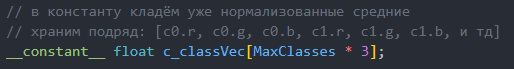 // в константу кладём уже нормализованные средние
// храним подряд: [c0.r, c0.g, c0.b, c1.r, c1.g, c1.b, и тд]
__constant__ float c_classVec[MaxClasses * 3];